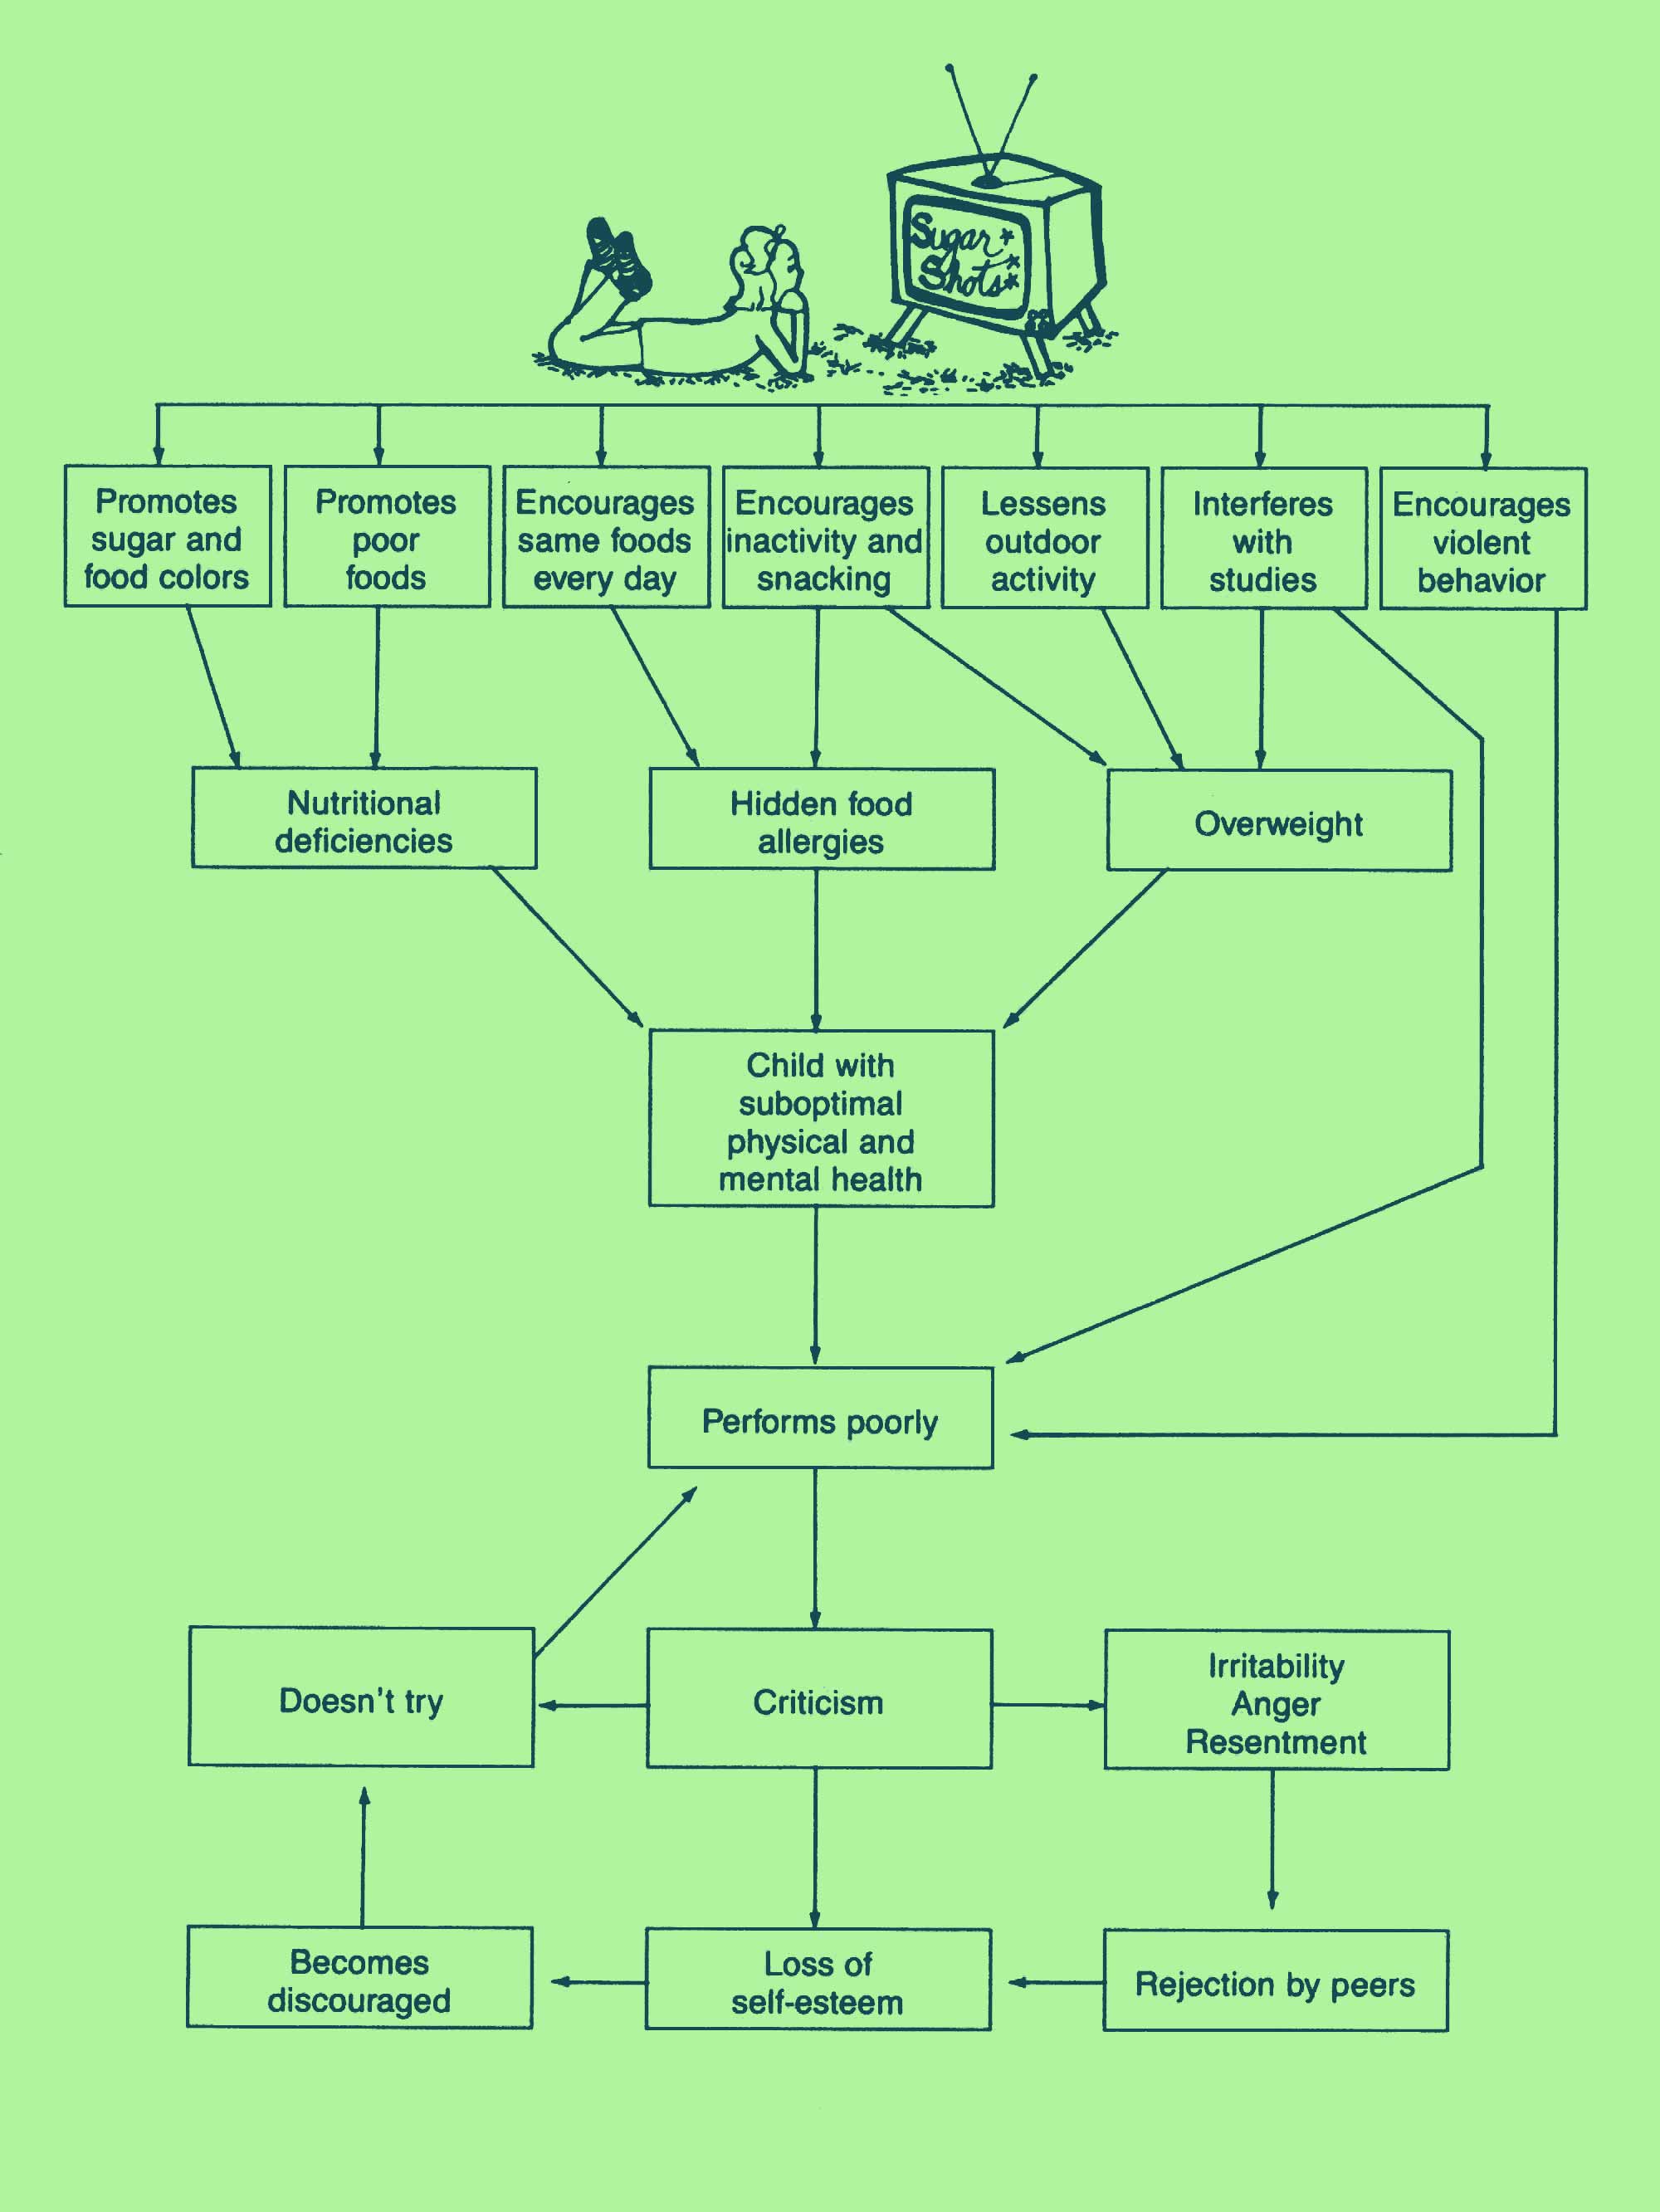 Sugar
Shots
Promotes
sugar and
food colors
Promotes
poor
foods
Encourages
same foods
every day
Encourages
inactivity and
snacking
Lessens
outdoor
activity
Interferes
with
studies
Encourages
violent
behavior
Nutritional
deficiencies
Hidden food
allergies
Overweight
Child with
suboptimal
physical and
mental health
Performs poorly
Doesn't try
Criticism
Irritability
Anger
Resentment
Becomes
discouraged
Loss of
self-esteem
Rejection by peers